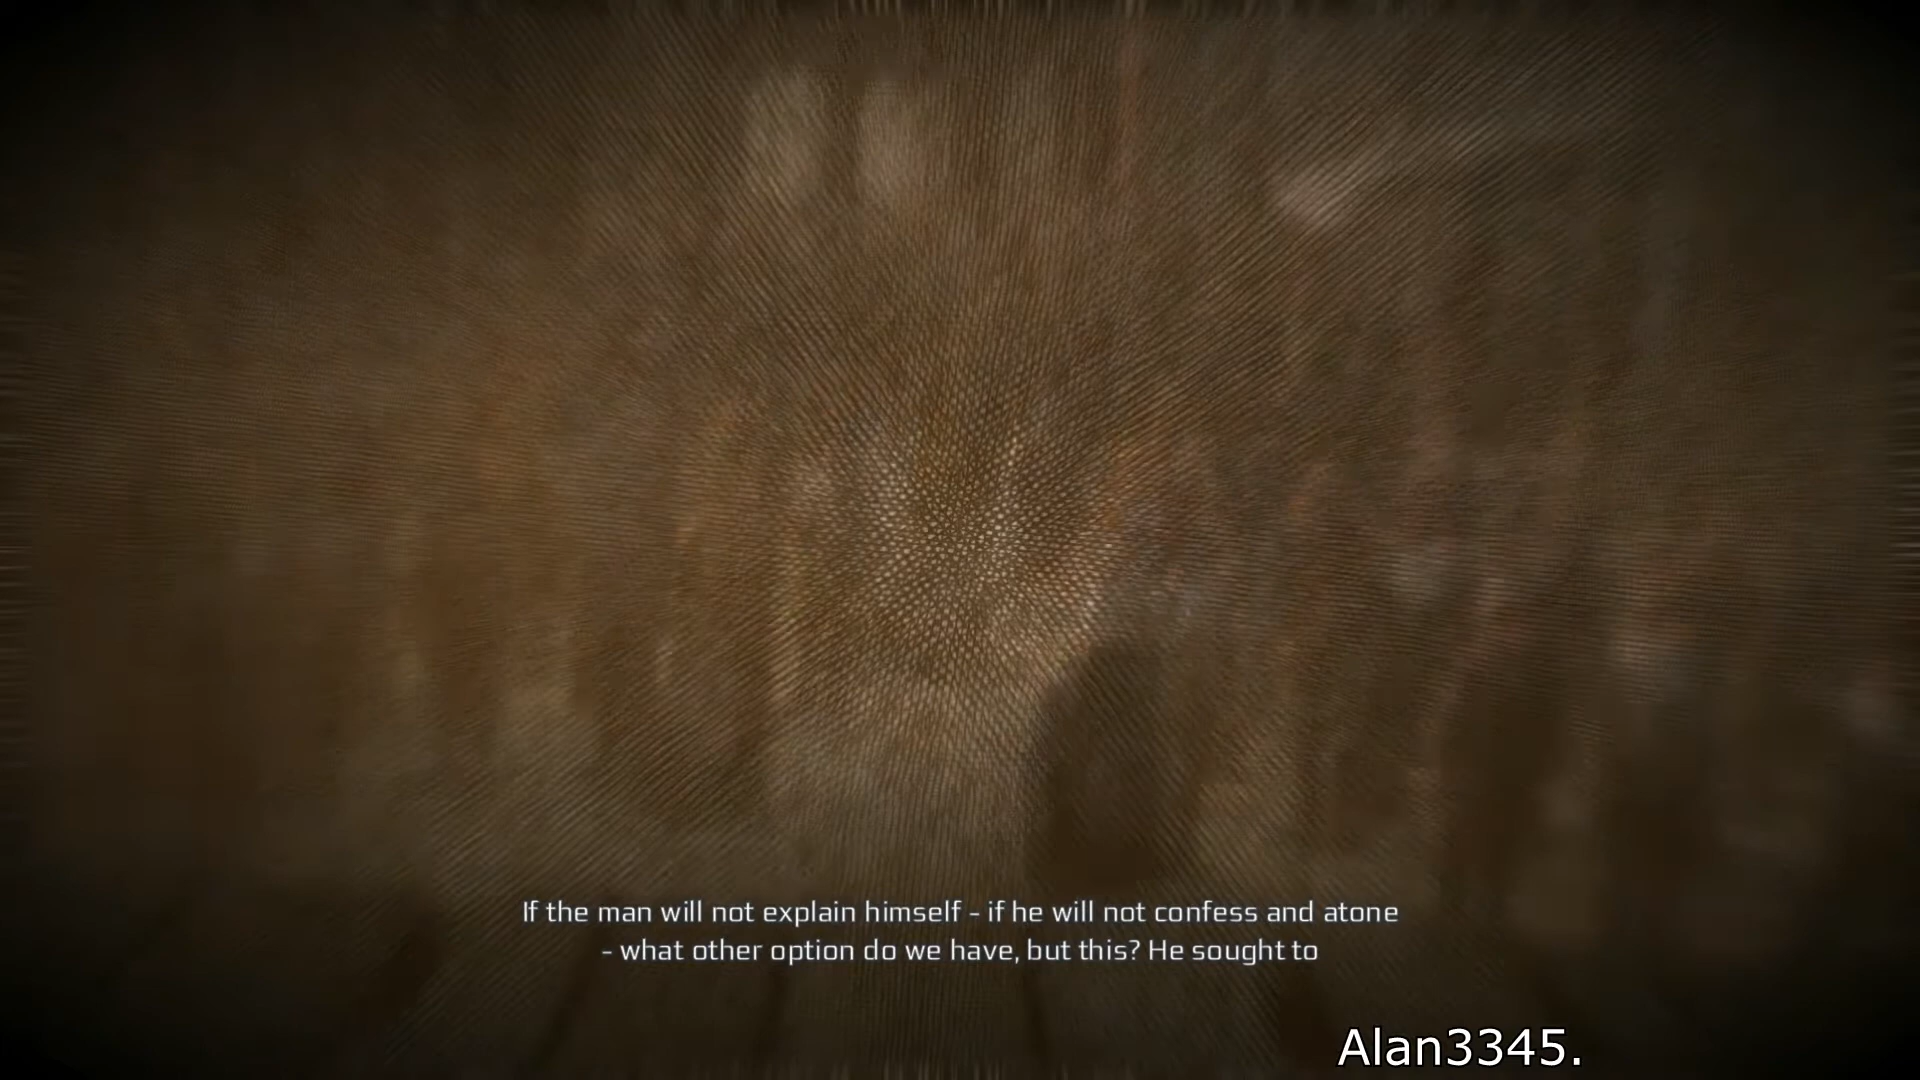 If the man will not explain himself - if he will not confess and atone
- what other option do we have, but this? He sought to
Alan3345.